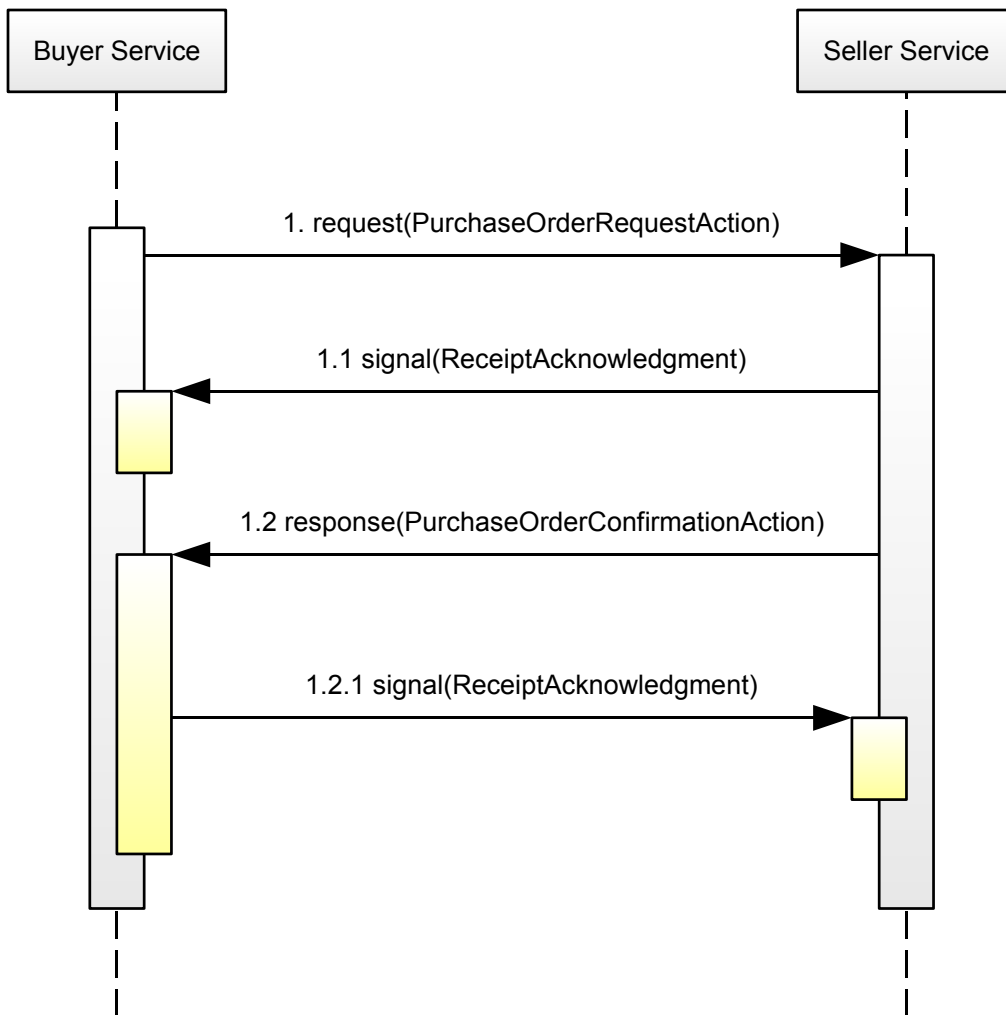 Buyer Service
Seller Service
1. request(PurchaseOrderRequestAction)
1.1 signal(ReceiptAcknowledgment)
1.2 response(PurchaseOrderConfirmationAction)
1.2.1 signal(ReceiptAcknowledgment)